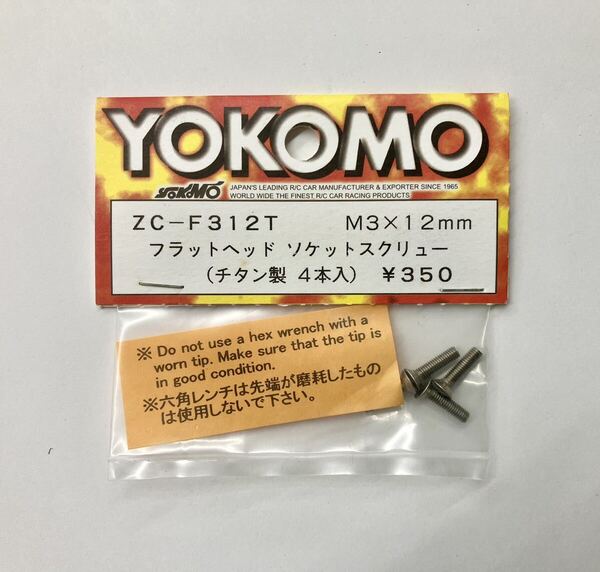 YOKOMO
YOKOMO
JAPAN'S LEADING R/C CAR MANUFACTURER & EXPORTER SINCE 1965
WORLD WIDE THE FINEST R/C CAR RACING PRODUCTS.
ZC-F312T M3×12mm
フラットヘッド ソケットスクリュー
(チタン製 4本入) ¥350
※ Do not use a hex wrench with a
worn tip. Make sure that the tip is
in good condition.
※六角レンチは先端が磨耗したもの
は使用しないで下さい。